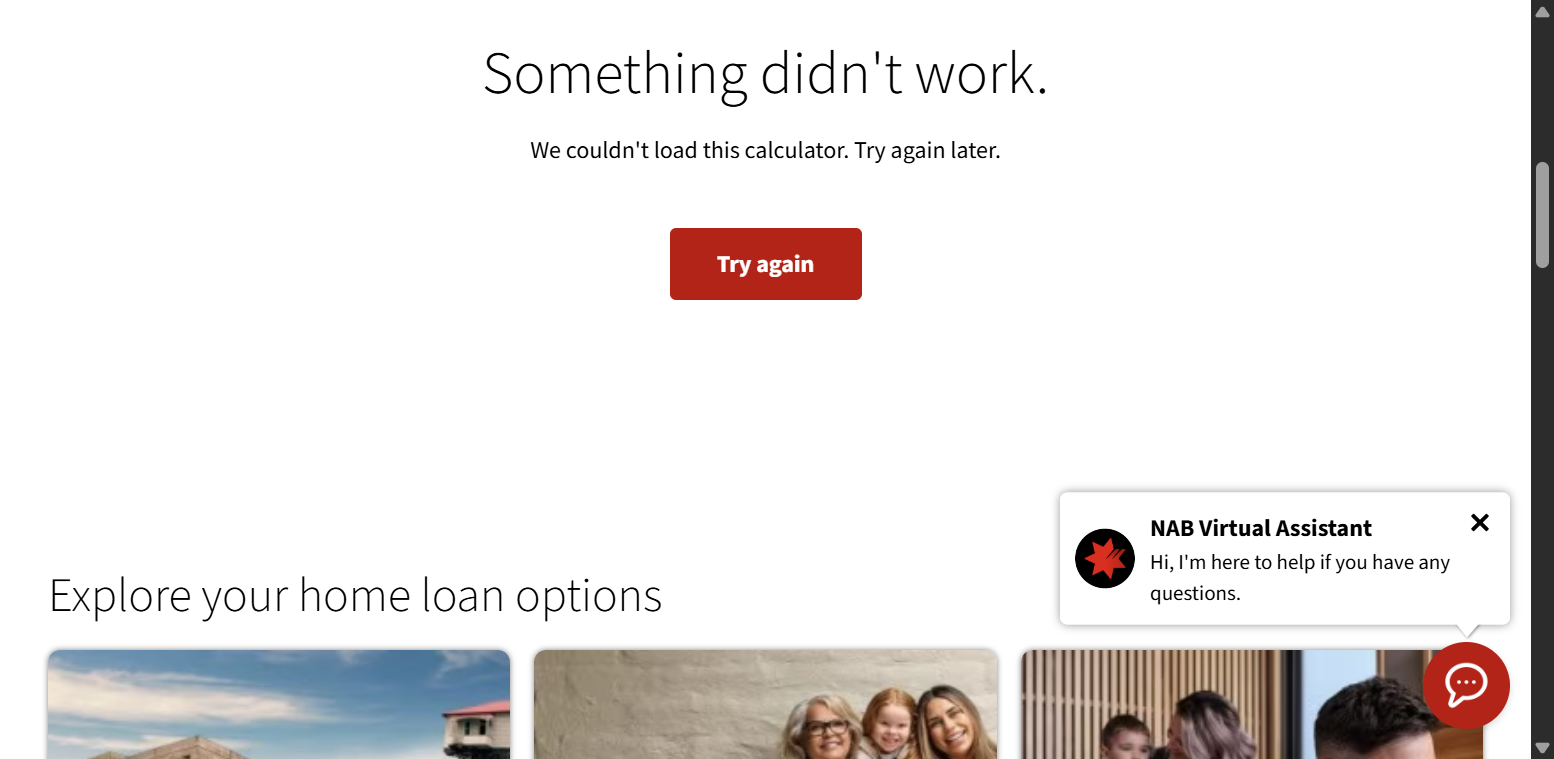 Something didn't work.
We couldn't load this calculator. Try again later.
Try again
NAB Virtual Assistant
Hi, I'm here to help if you have any
questions.
Explore your home loan options